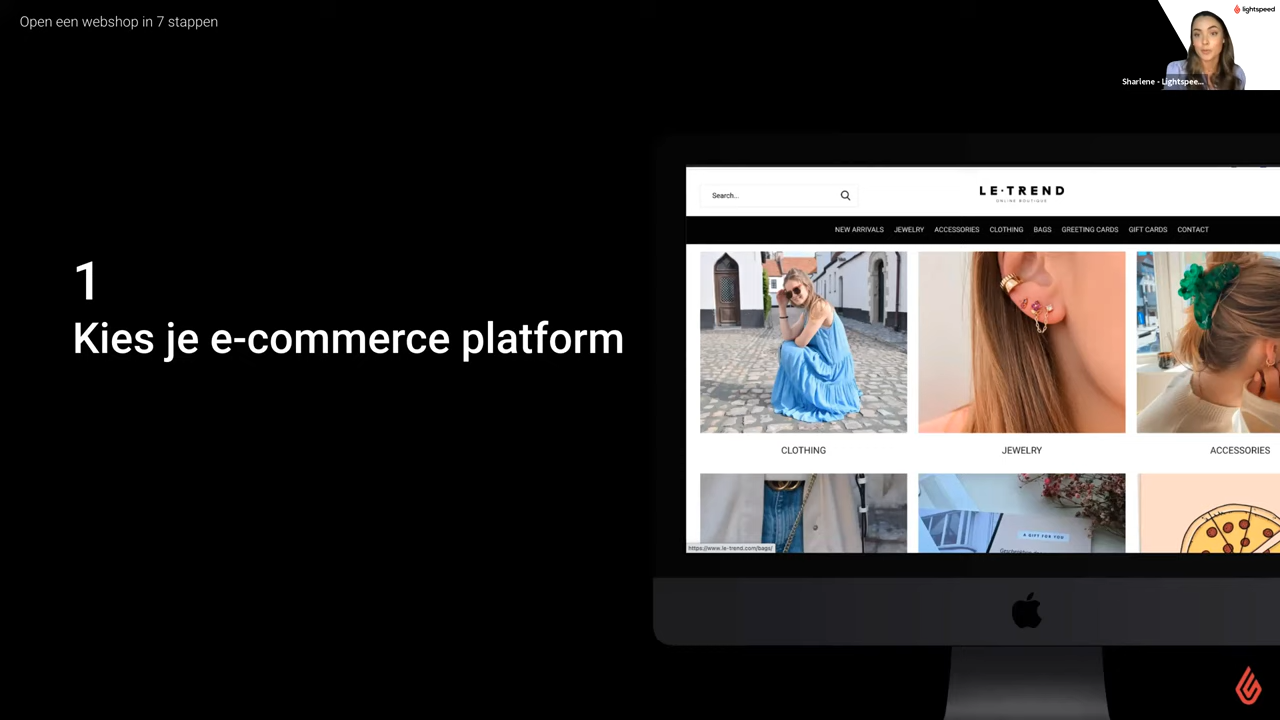 Open een webshop in 7 stappen
lightspeed
Sharlene - Lightspee...
1
Kies je e-commerce platform
Search...
LE·TREND
ONLINE BOUTIQUE
NEW ARRIVALS JEWELRY ACCESSORIES CLOTHING BAGS GREETING CARDS GIFT CARDS CONTACT
CLOTHING
JEWELRY
ACCESSORIES
A GIFT FOR YOU
https://www.le-trend.com/bags/